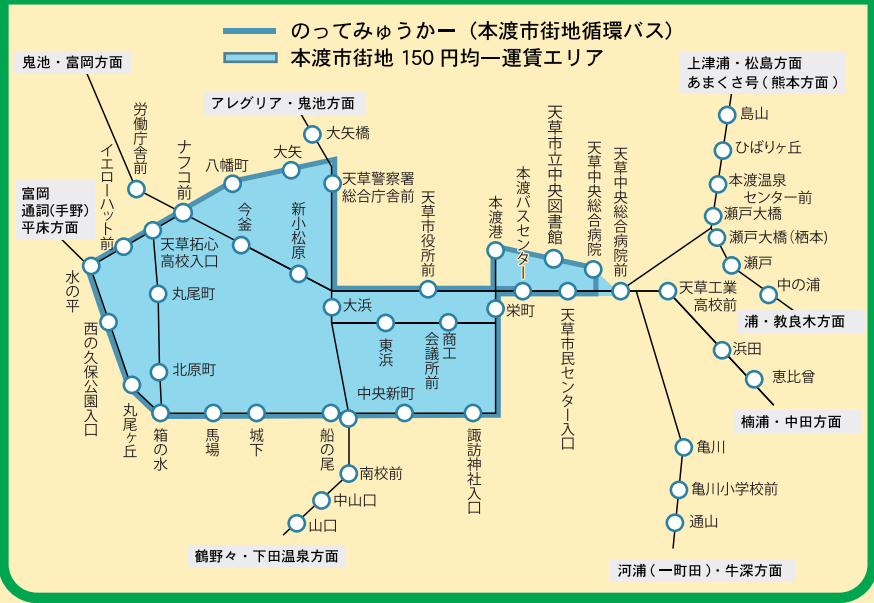 のってみゅうかー（本渡市街地循環バス）
本渡市街地 150 円均一運賃エリア
鬼池・富岡方面
労働庁舎前
イエローハット前
ナフコ前
富岡
通詞(手野)
平床方面
アレグリア・鬼池方面
大矢橋
八幡町
大矢
天草警察署
総合庁舎前
今釜
新小松原
天草拓心
高校入口
丸尾町
北原町
水の平
西の久保公園入口
丸尾ヶ丘
箱の水
馬場
城下
船の尾
中央新町
大浜
東浜
商工
会議所前
天草市役所前
本渡港
本渡バスセンター
天草市立中央図書館
天草中央総合病院
天草中央総合病院前
栄町
天草市民センター入口
諏訪神社入口
南校前
中山口
山口
鶴野々・下田温泉方面
上津浦・松島方面
あまくさ号(熊本方面)
島山
ひばりヶ丘
本渡温泉
センター前
瀬戸大橋
瀬戸大橋(栖本)
瀬戸
中の浦
浦・教良木方面
天草工業
高校前
浜田
恵比曽
楠浦・中田方面
亀川
亀川小学校前
通山
河浦(一町田)・牛深方面